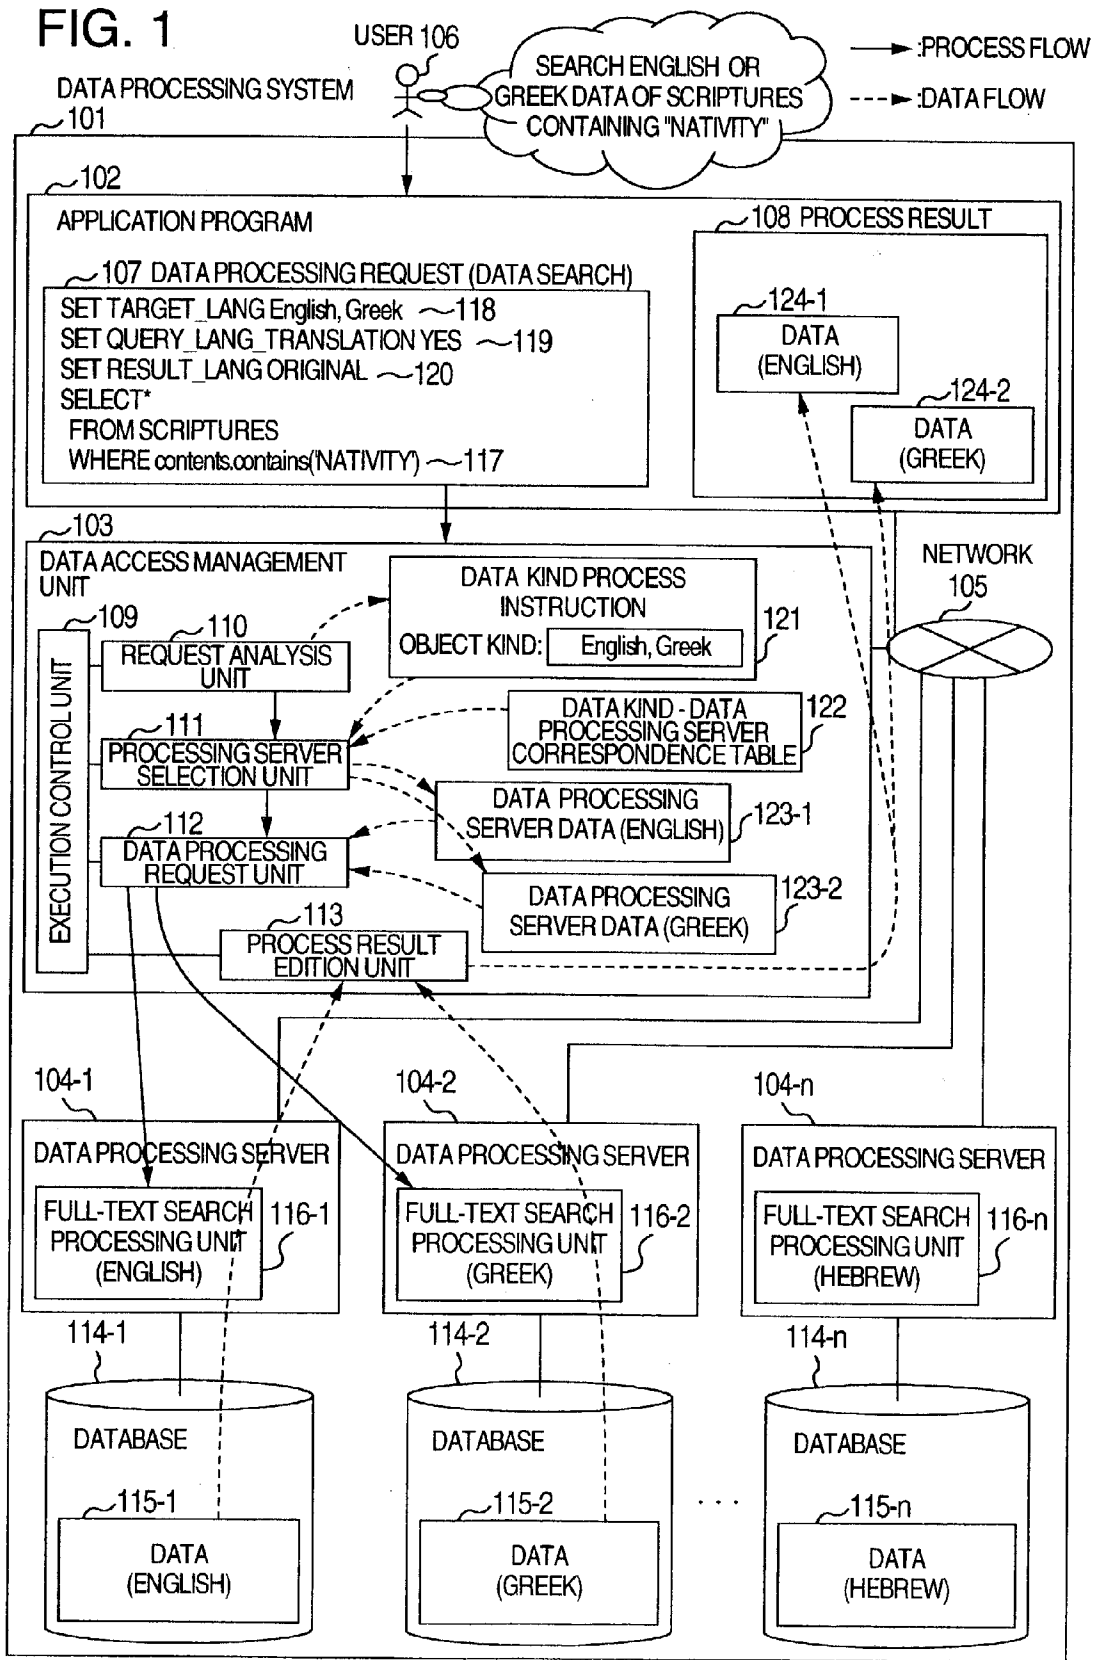 FIG. 1
USER 106
SEARCH ENGLISH OR
GREEK DATA OF SCRIPTURES
CONTAINING "NATIVITY"
:PROCESS FLOW
:DATA FLOW
DATA PROCESSING SYSTEM
101
102
APPLICATION PROGRAM
107 DATA PROCESSING REQUEST (DATA SEARCH)
SET TARGET_LANG English, Greek 118
SET QUERY_LANG_TRANSLATION YES 119
SET RESULT_LANG ORIGINAL 120
SELECT*
FROM SCRIPTURES
WHERE contents.contains('NATIVITY') 117
108 PROCESS RESULT
124-1
DATA
(ENGLISH)
124-2
DATA
(GREEK)
103
DATA ACCESS MANAGEMENT
UNIT
109
EXECUTION CONTROL UNIT
110
REQUEST ANALYSIS
UNIT
DATA KIND PROCESS
INSTRUCTION
OBJECT KIND: English, Greek
121
NETWORK
105
111
PROCESSING SERVER
SELECTION UNIT
DATA KIND - DATA
PROCESSING SERVER
CORRESPONDENCE TABLE
122
DATA PROCESSING
SERVER DATA (ENGLISH)
123-1
112
DATA PROCESSING
REQUEST UNIT
DATA PROCESSING
SERVER DATA (GREEK)
123-2
113
PROCESS RESULT
EDITION UNIT
104-1
DATA PROCESSING SERVER
FULL-TEXT SEARCH
PROCESSING UNIT
(ENGLISH)
116-1
104-2
DATA PROCESSING SERVER
FULL-TEXT SEARCH
PROCESSING UNIT
(GREEK)
116-2
104-n
DATA PROCESSING SERVER
FULL-TEXT SEARCH
PROCESSING UNIT
(HEBREW)
116-n
114-1
DATABASE
115-1
DATA
(ENGLISH)
114-2
DATABASE
115-2
DATA
(GREEK)
. . .
114-n
DATABASE
115-n
DATA
(HEBREW)